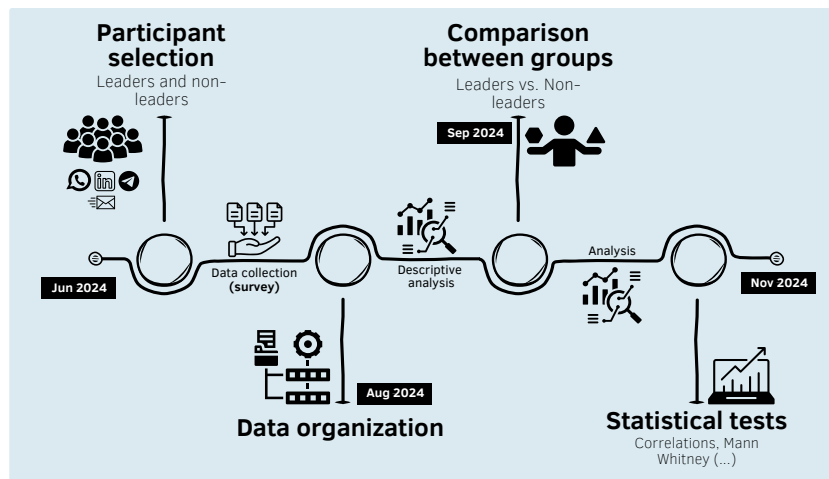 Participant
selection
Leaders and non-
leaders
in
Jun 2024
Data collection
(survey)
Aug 2024
Data organization
Descriptive
analysis
Comparison
between groups
Leaders vs. Non-
leaders
Sep 2024
Analysis
Nov 2024
Statistical tests
Correlations, Mann
Whitney (...)